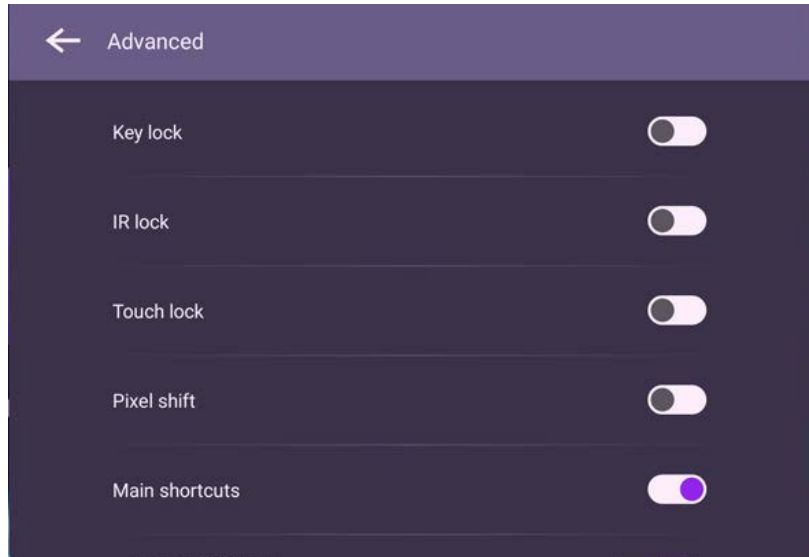 Advanced
Key lock
IR lock
Touch lock
Pixel shift
Main shortcuts